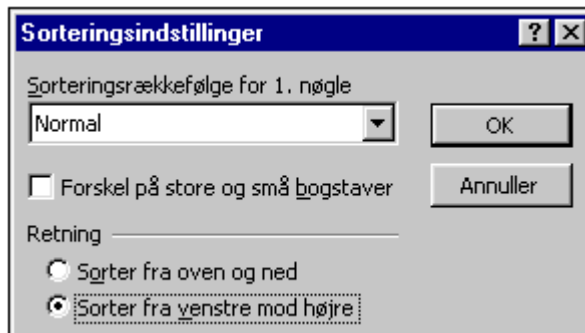 Sorteringsindstillinger
Sorteringsrækkefølge for 1. nøgle
Normal
OK
Forskel på store og små bogstaver
Annuller
Retning
Sorter fra oven og ned
Sorter fra venstre mod højre